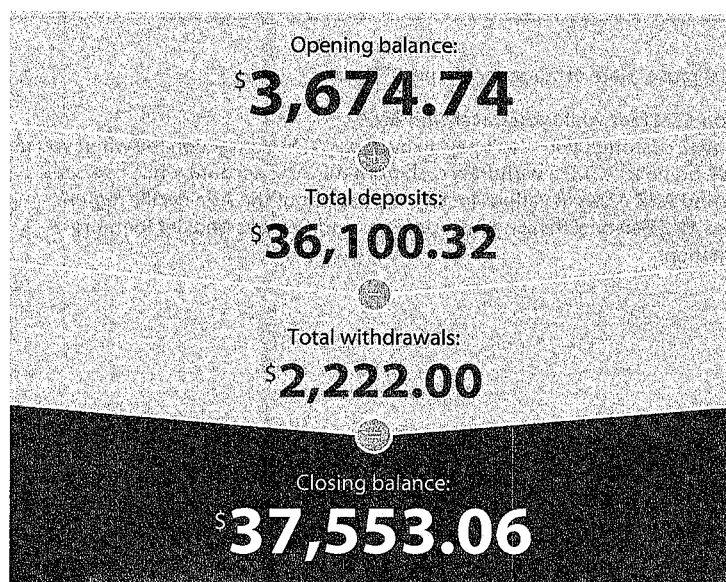 Opening balance:
$3,674.74
+
Total deposits:
$36,100.32
−
Total withdrawals:
$2,222.00
=
Closing balance:
$37,553.06